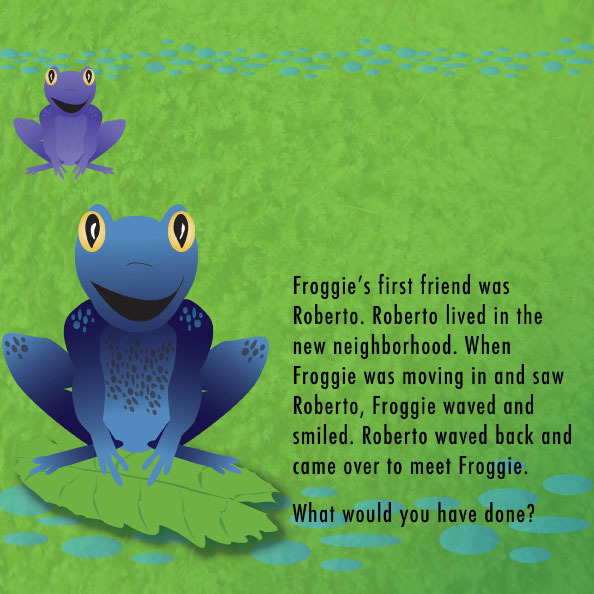 Froggie's first friend was
Roberto. Roberto lived in the
new neighborhood. When
Froggie was moving in and saw
Roberto, Froggie waved and
smiled. Roberto waved back and
came over to meet Froggie.
What would you have done?